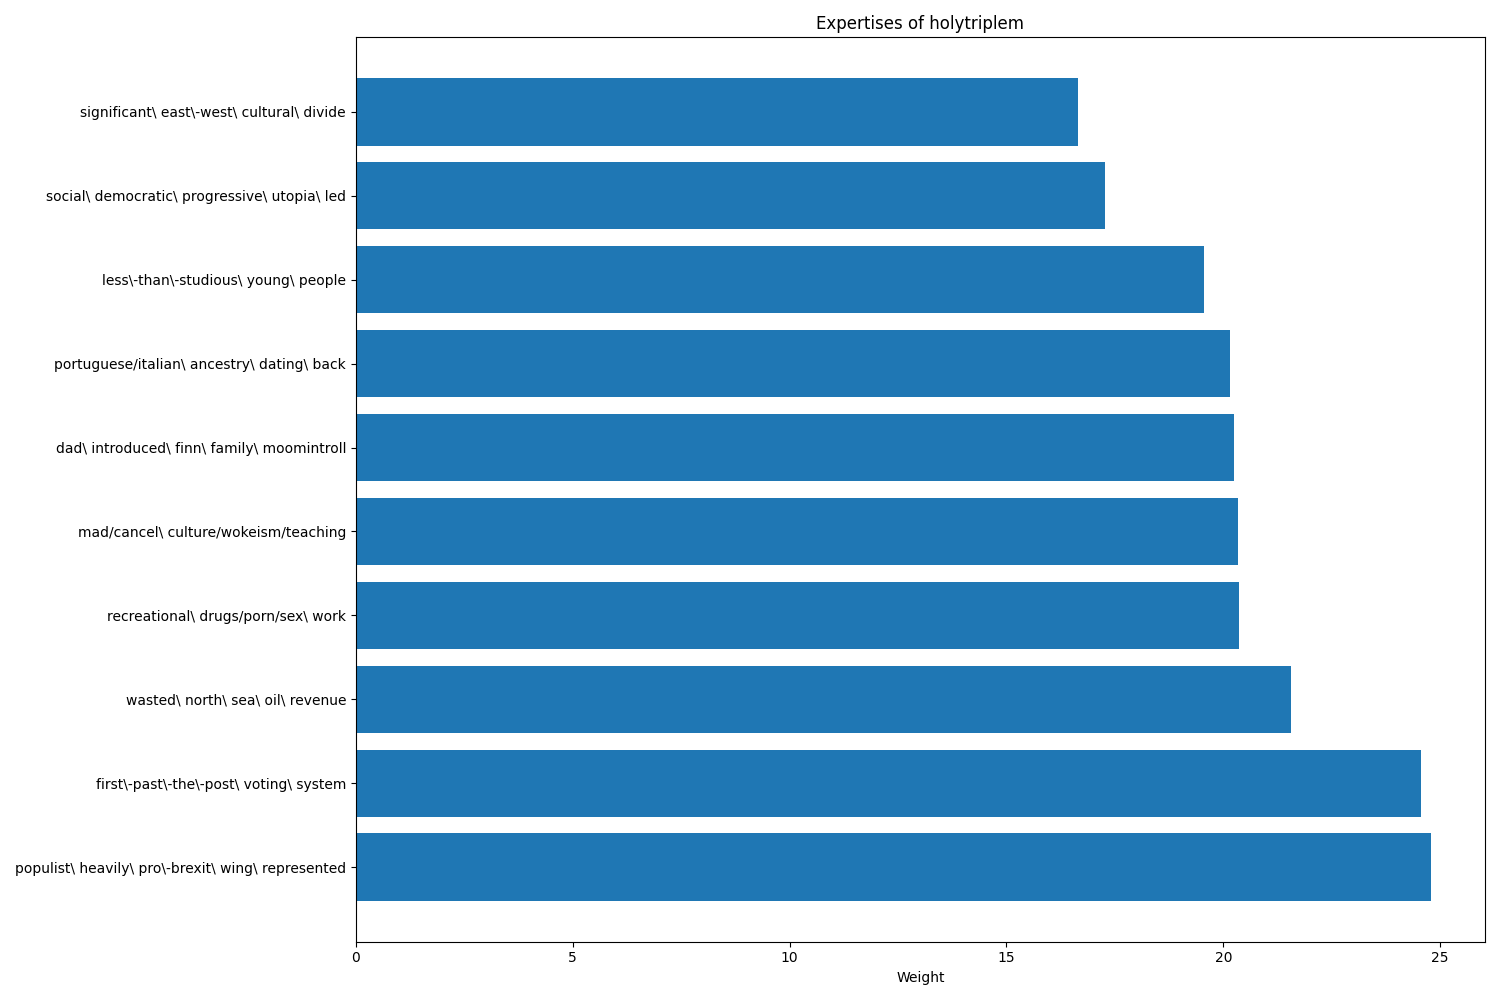 Expertises of holytriplem
significant\ east\-west\ cultural\ divide
social\ democratic\ progressive\ utopia\ led
less\-than\-studious\ young\ people
portuguese/italian\ ancestry\ dating\ back
dad\ introduced\ finn\ family\ moomintroll
mad/cancel\ culture/wokeism/teaching
recreational\ drugs/porn/sex\ work
wasted\ north\ sea\ oil\ revenue
first\-past\-the\-post\ voting\ system
populist\ heavily\ pro\-brexit\ wing\ represented
0 5 10 15 20 25
Weight